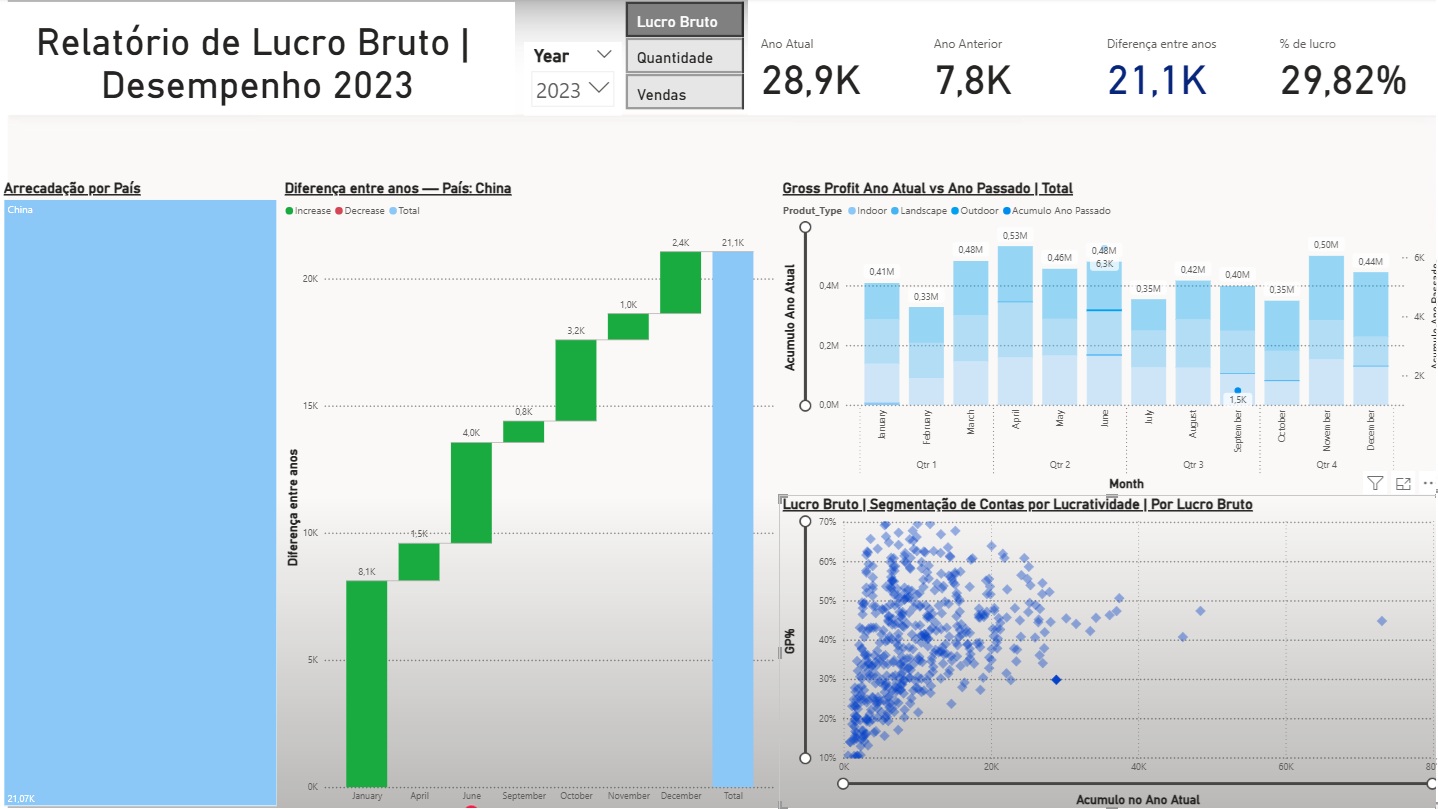 Relatório de Lucro Bruto |
Desempenho 2023
Year
2023
Lucro Bruto
Quantidade
Vendas
Ano Atual
28,9K
Ano Anterior
7,8K
Diferença entre anos
21,1K
% de lucro
29,82%
Arrecadação por País
China
21,07K
Diferença entre anos — País: China
Increase Decrease Total
Diferença entre anos
20K
15K
10K
5K
0K
8,1K
1,5K
4,0K
0,8K
3,2K
1,0K
2,4K
21,1K
January April June September October November December Total
Gross Profit Ano Atual vs Ano Passado | Total
Produt_Type Indoor Landscape Outdoor Acumulo Ano Passado
Acumulo Ano Atual
0,4M
0,2M
0,0M
0,41M
0,33M
0,48M
0,53M
0,46M
0,48M
6,3K
0,35M
0,42M
0,40M
1,5K
0,35M
0,50M
0,44M
6K
4K
2K
Acumulo Ano Passado
January February March April May June July August September October November December
Qtr 1 Qtr 2 Qtr 3 Qtr 4
Month
Lucro Bruto | Segmentação de Contas por Lucratividade | Por Lucro Bruto
GP%
70%
60%
50%
40%
30%
20%
10%
0K 20K 40K 60K 80
Acumulo no Ano Atual